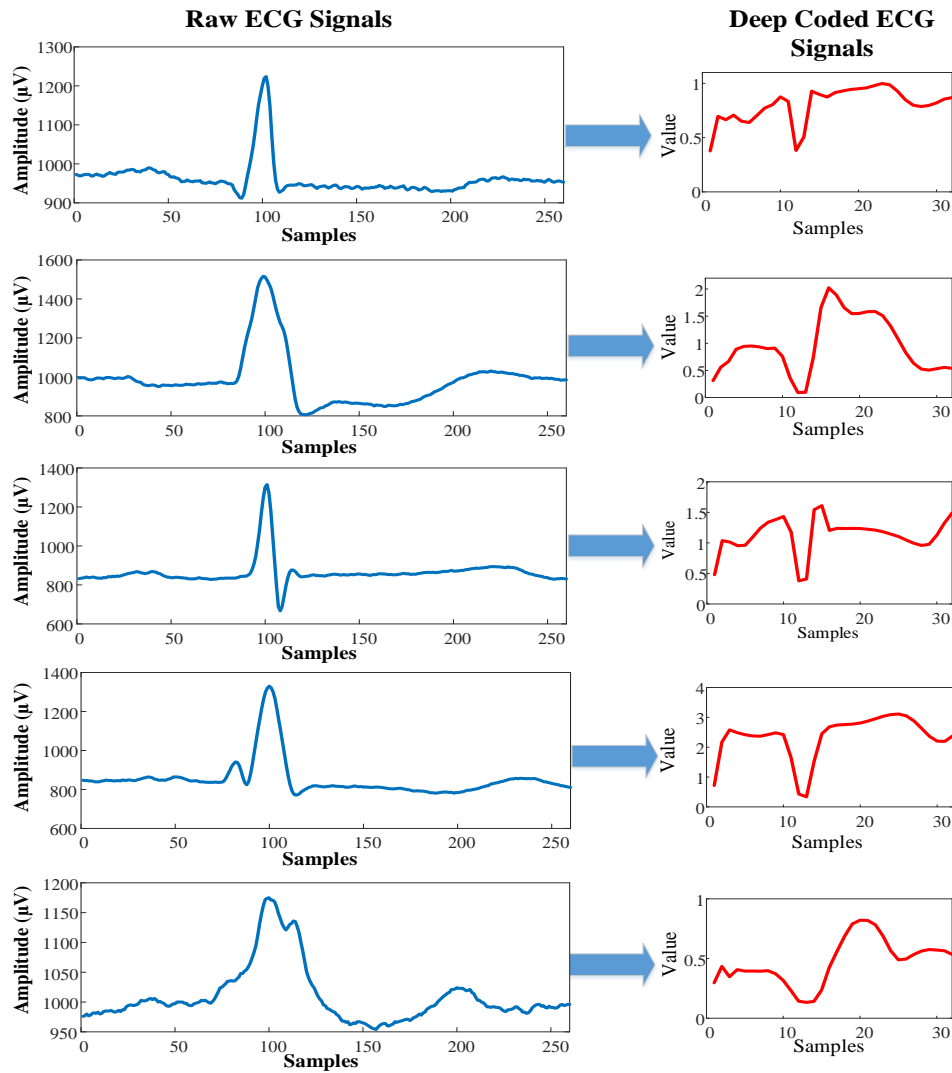 Raw ECG Signals
Deep Coded ECG
Signals
1300
1200
1100
1000
900
Amplitude (µV)
0 50 100 150 200 250
Samples
1
0.5
0
Value
0 10 20 30
Samples
1600
1400
1200
1000
800
Amplitude (µV)
0 50 100 150 200 250
Samples
2
1.5
1
0.5
0
Value
0 10 20 30
Samples
1400
1200
1000
800
600
Amplitude (µV)
0 50 100 150 200 250
Samples
2
1.5
1
0.5
0
Value
0 10 20 30
Samples
1400
1200
1000
800
600
Amplitude (µV)
0 50 100 150 200 250
Samples
4
3
2
1
0
Value
0 10 20 30
Samples
1200
1150
1100
1050
1000
950
Amplitude (µV)
0 50 100 150 200 250
Samples
1
0.5
0
Value
0 10 20 30
Samples